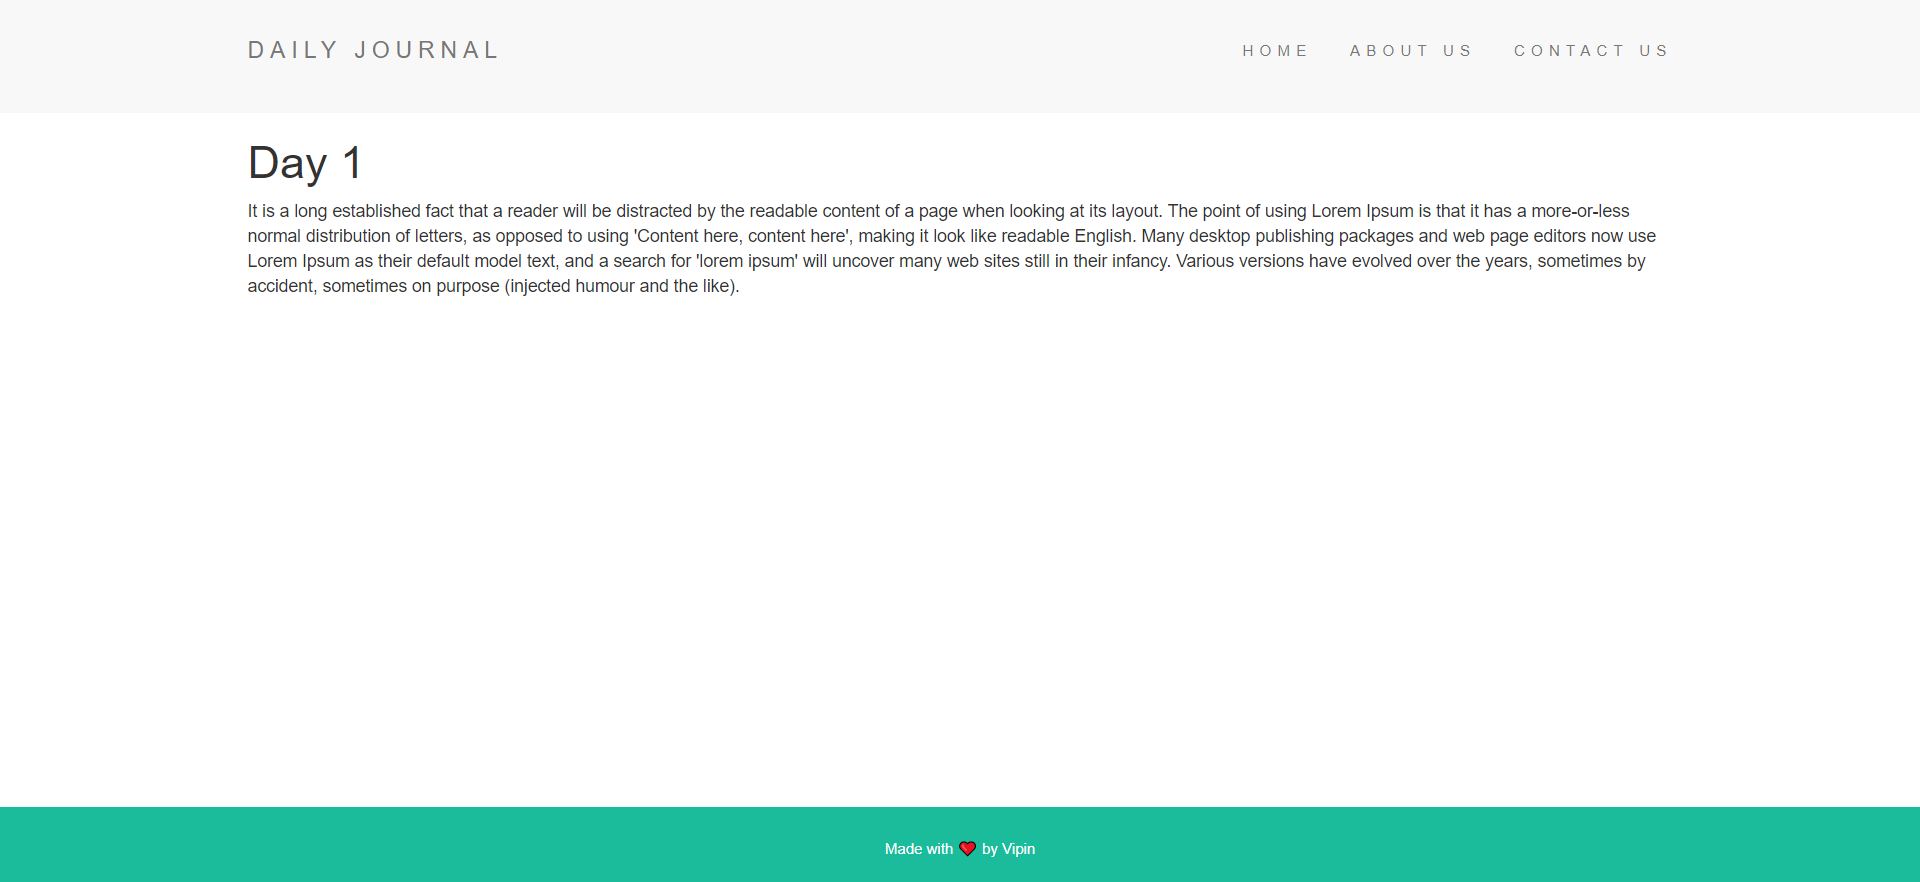 DAILY JOURNAL
HOME ABOUT US CONTACT US
Day 1
It is a long established fact that a reader will be distracted by the readable content of a page when looking at its layout. The point of using Lorem Ipsum is that it has a more-or-less
normal distribution of letters, as opposed to using 'Content here, content here', making it look like readable English. Many desktop publishing packages and web page editors now use
Lorem Ipsum as their default model text, and a search for 'lorem ipsum' will uncover many web sites still in their infancy. Various versions have evolved over the years, sometimes by
accident, sometimes on purpose (injected humour and the like).
Made with ❤ by Vipin